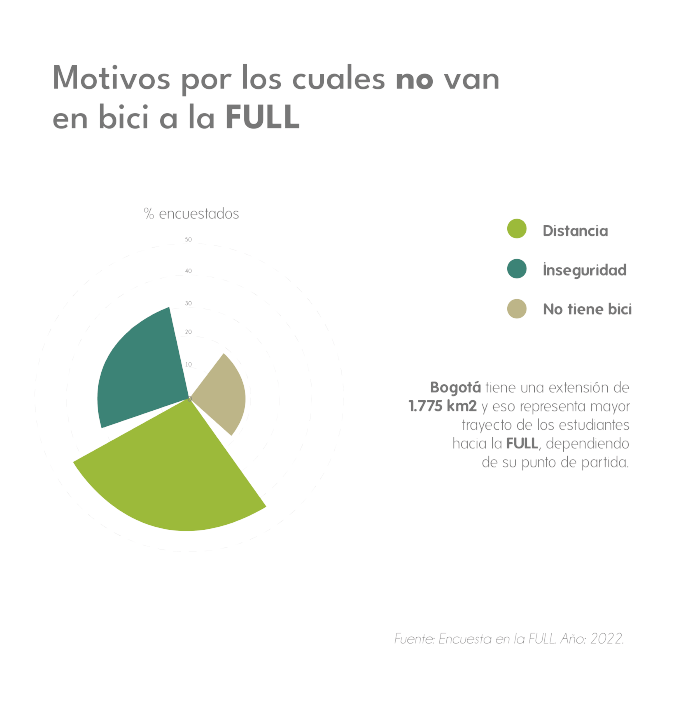 Motivos por los cuales no van
en bici a la FULL
% encuestados
50
40
30
20
10
Distancia
Inseguridad
No tiene bici
Bogotá tiene una extensión de
1.775 km2 y eso representa mayor
trayecto de los estudiantes
hacia la FULL, dependiendo
de su punto de partida.
Fuente: Encuesta en la FULL. Año: 2022.